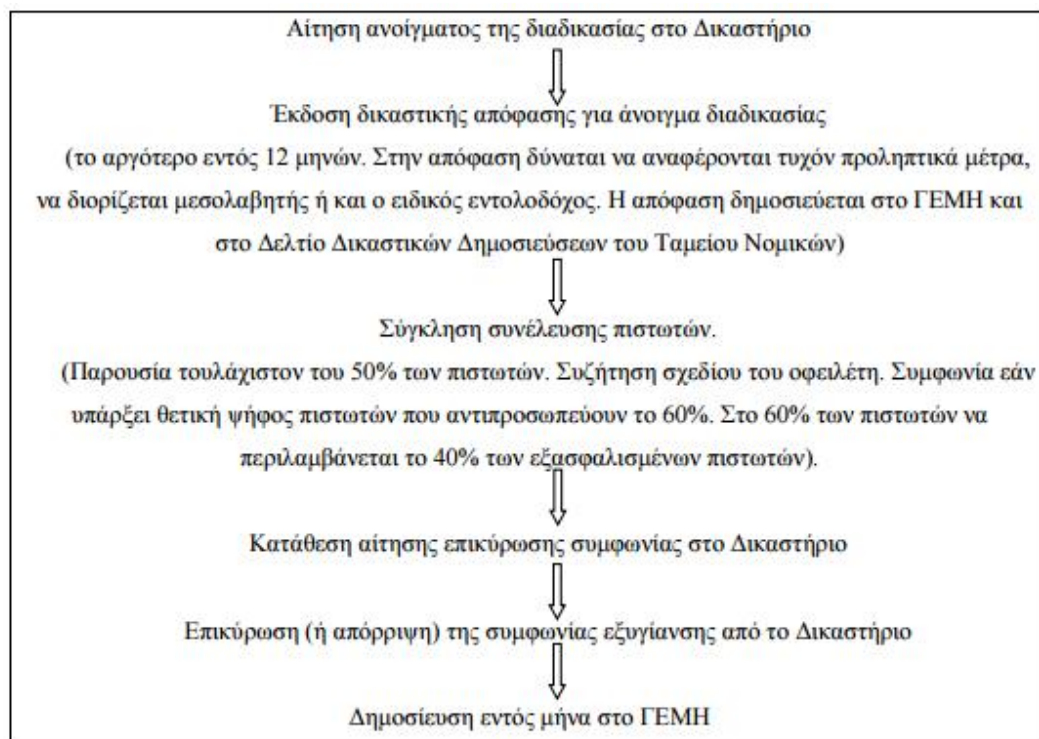 Αίτηση ανοίγματος της διαδικασίας στο Δικαστήριο
Έκδοση δικαστικής απόφασης για άνοιγμα διαδικασίας
(το αργότερο εντός 12 μηνών. Στην απόφαση δύναται να αναφέρονται τυχόν προληπτικά μέτρα,
να διορίζεται μεσολαβητής ή και ο ειδικός εντολοδόχος. Η απόφαση δημοσιεύεται στο ΓΕΜΗ και
στο Δελτίο Δικαστικών Δημοσιεύσεων του Ταμείου Νομικών)
Σύγκληση συνέλευσης πιστωτών.
(Παρουσία τουλάχιστον του 50% των πιστωτών. Συζήτηση σχεδίου του οφειλέτη. Συμφωνία εάν
υπάρξει θετική ψήφος πιστωτών που αντιπροσωπεύουν το 60%. Στο 60% των πιστωτών να
περιλαμβάνεται το 40% των εξασφαλισμένων πιστωτών).
Κατάθεση αίτησης επικύρωσης συμφωνίας στο Δικαστήριο
Επικύρωση (ή απόρριψη) της συμφωνίας εξυγίανσης από το Δικαστήριο
Δημοσίευση εντός μήνα στο ΓΕΜΗ